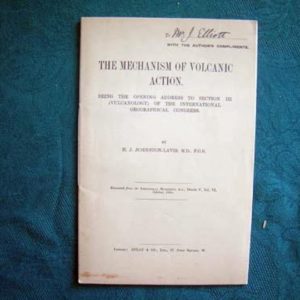 To Mr J. Elliott
WITH THE AUTHOR'S COMPLIMENTS.
THE MECHANISM OF VOLCANIC
ACTION.
BEING THE OPENING ADDRESS TO SECTION III
(VULCANOLOGY) OF THE INTERNATIONAL
GEOGRAPHICAL CONGRESS.
BY
H. J. JOHNSTON-LAVIS, M.D., F.G.S.